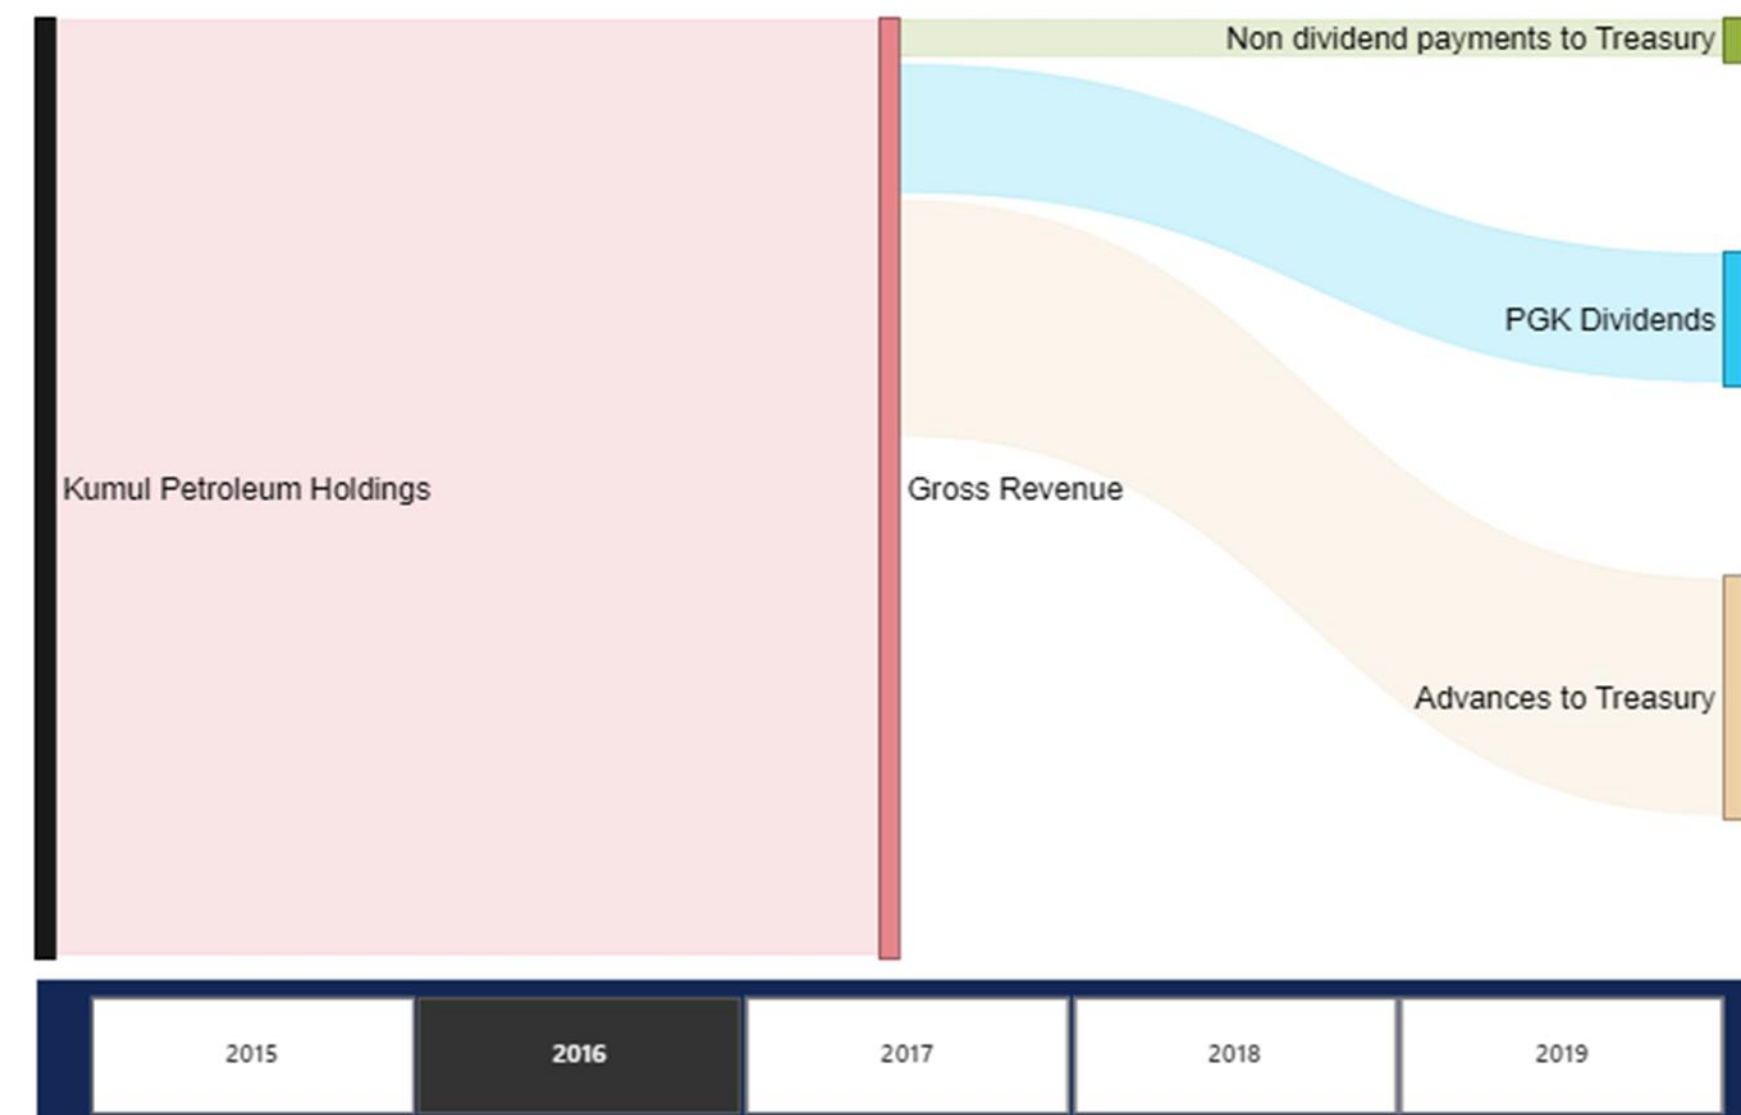 Non dividend payments to Treasury
PGK Dividends
Kumul Petroleum Holdings
Gross Revenue
Advances to Treasury
2015
2016
2017
2018
2019